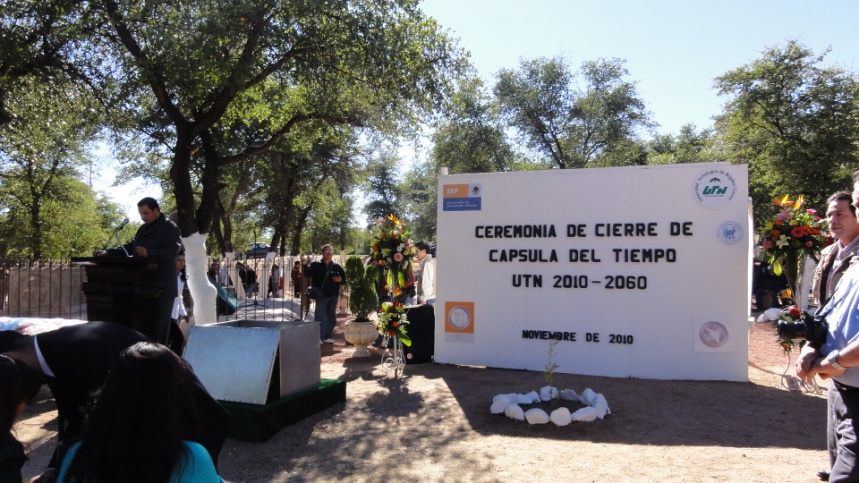 SEP
UTN
CEREMONIA DE CIERRE DE
CAPSULA DEL TIEMPO
UTN 2010-2060
NOVIEMBRE DE 2010